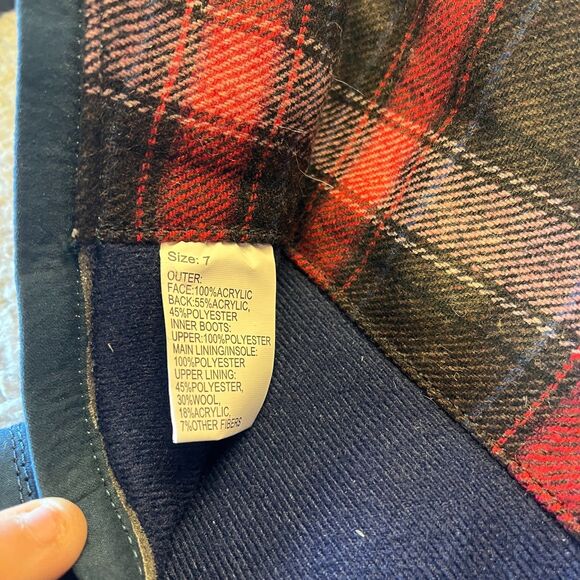 Size: 7
OUTER:
FACE:100%ACRYLIC
BACK:55%ACRYLIC,
45%POLYESTER
INNER BOOTS:
UPPER:100%POLYESTER
MAIN LINING/INSOLE:
100%POLYESTER
UPPER LINING:
45%POLYESTER,
30%WOOL,
18%ACRYLIC,
7%OTHER FIBERS